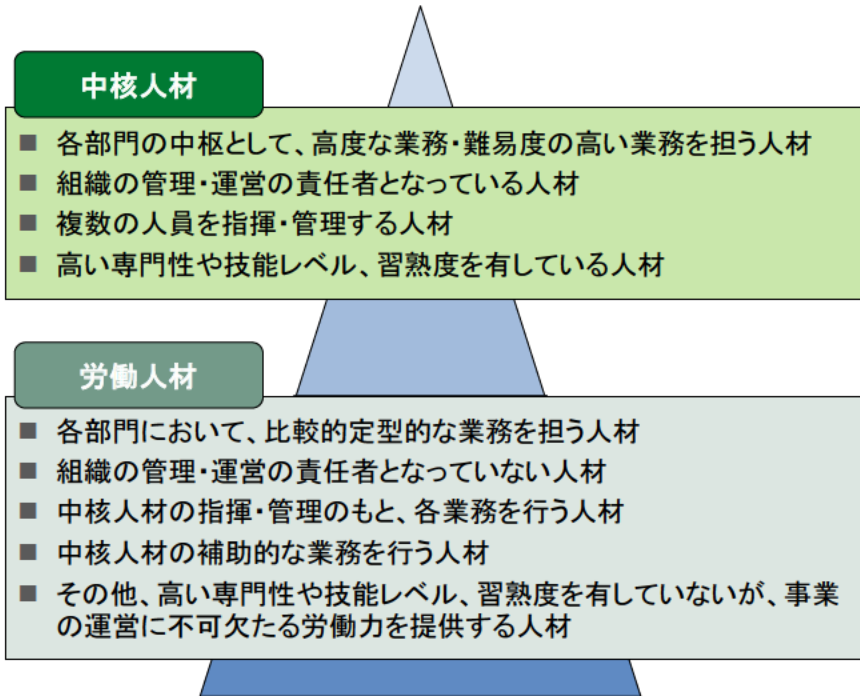 中核人材
■ 各部門の中枢として、高度な業務・難易度の高い業務を担う人材
■ 組織の管理・運営の責任者となっている人材
■ 複数の人員を指揮・管理する人材
■ 高い専門性や技能レベル、習熟度を有している人材
労働人材
■ 各部門において、比較的定型的な業務を担う人材
■ 組織の管理・運営の責任者となっていない人材
■ 中核人材の指揮・管理のもと、各業務を行う人材
■ 中核人材の補助的な業務を行う人材
■ その他、高い専門性や技能レベル、習熟度を有していないが、事業
の運営に不可欠たる労働力を提供する人材